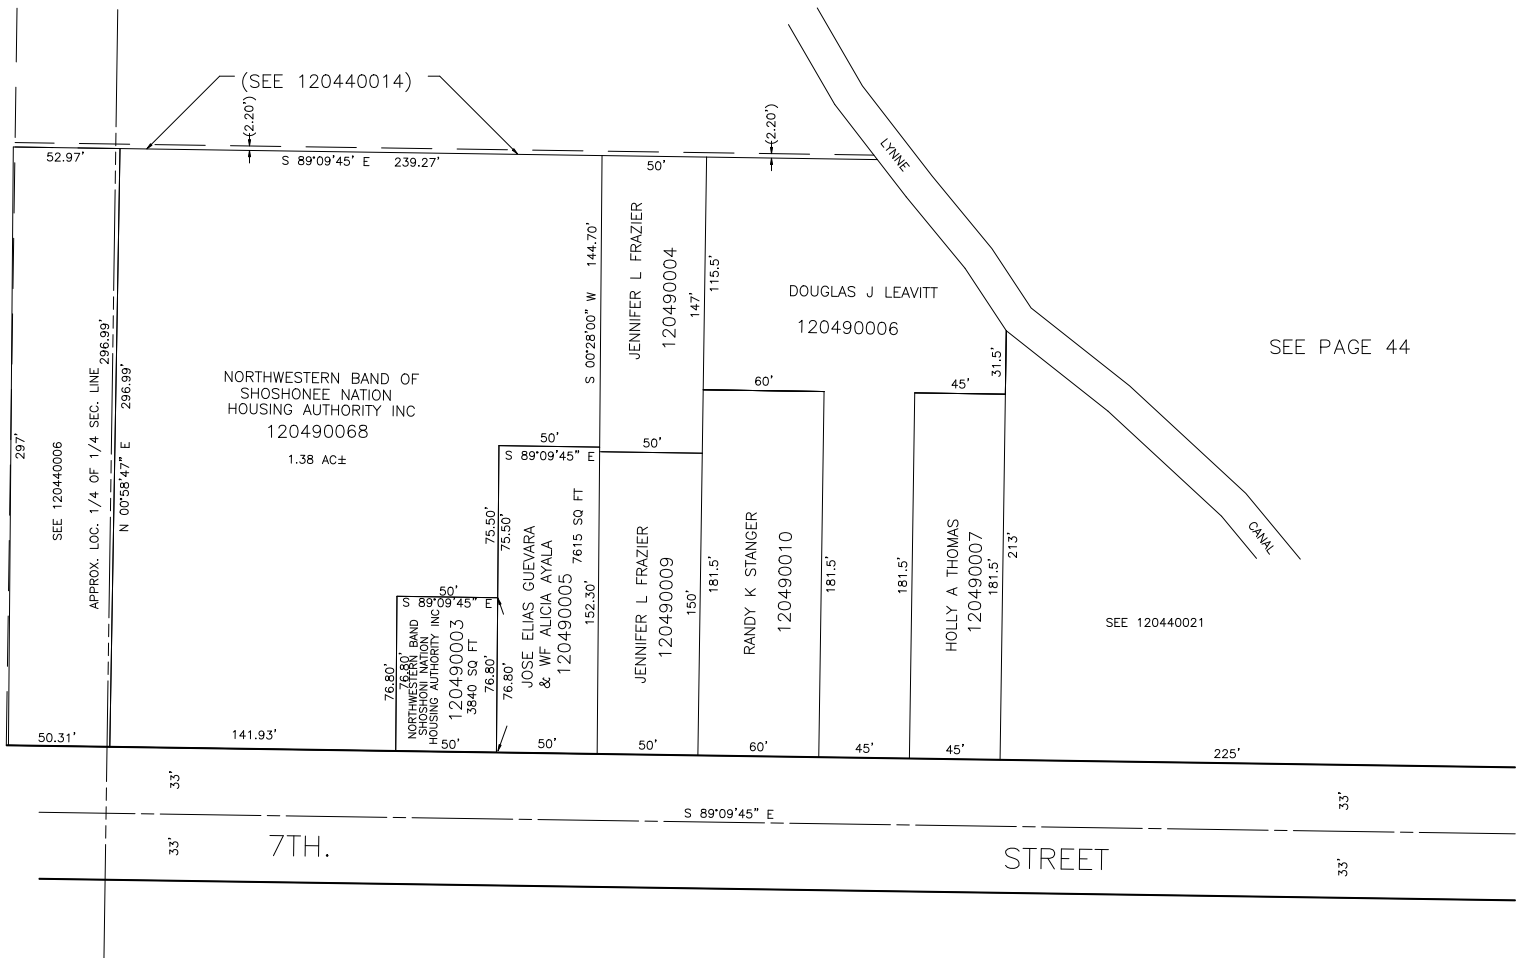 (SEE 120440014)
(2.20')
(2.20')
52.97'
S 89°09'45' E 239.27'
50'
LYNNE
297'
SEE 120440006
APPROX. LOC. 1/4 OF 1/4 SEC. LINE
296.99'
N 00°58'47" E 296.99'
NORTHWESTERN BAND OF
SHOSHONEE NATION
HOUSING AUTHORITY INC
120490068
1.38 AC±
S 00°28'00" W 144.70'
JENNIFER L FRAZIER
120490004
147'
115.5'
DOUGLAS J LEAVITT
120490006
31.5'
SEE PAGE 44
60'
45'
50'
S 89°09'45" E
50'
75.50'
75.50'
JOSE ELIAS GUEVARA
& WF ALICIA AYALA
120490005
7615 SQ FT
152.30'
JENNIFER L FRAZIER
120490009
150'
181.5'
RANDY K STANGER
120490010
181.5'
181.5'
HOLLY A THOMAS
120490007
181.5'
213'
CANAL
SEE 120440021
50'
S 89°09'45" E
76.80'
76.80'
NORTHWESTERN BAND
SHOSHONI NATION
HOUSING AUTHORITY INC
120490003
3840 SQ FT
76.80'
76.80'
50.31'
141.93'
50'
50'
50'
60'
45'
45'
225'
33'
33'
S 89°09'45" E
33'
33'
7TH. STREET